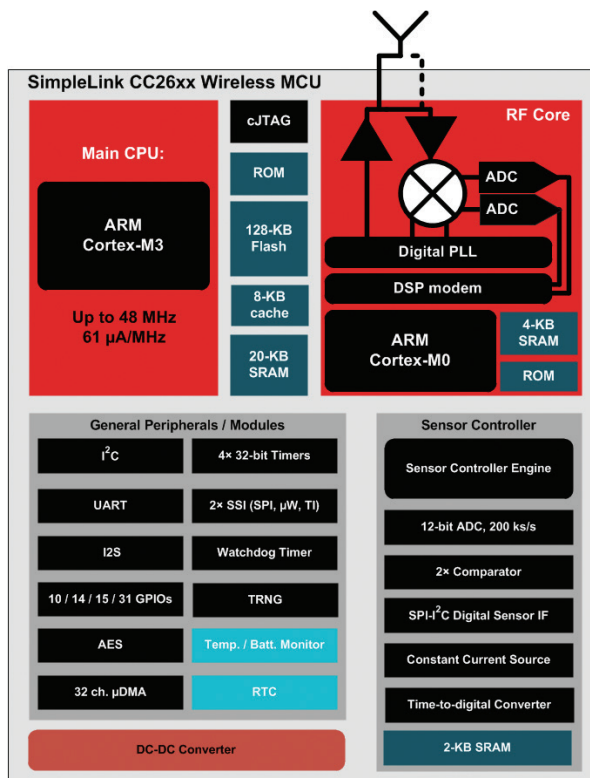 SimpleLink CC26xx Wireless MCU
Main CPU:
ARM
Cortex-M3
Up to 48 MHz
61 µA/MHz
cJTAG
ROM
128-KB
Flash
8-KB
cache
20-KB
SRAM
RF Core
ADC
ADC
Digital PLL
DSP modem
ARM
Cortex-M0
4-KB
SRAM
ROM
General Peripherals / Modules
I²C
4× 32-bit Timers
UART
2× SSI (SPI, µW, TI)
I2S
Watchdog Timer
10 / 14 / 15 / 31 GPIOs
TRNG
AES
Temp. / Batt. Monitor
32 ch. µDMA
RTC
DC-DC Converter
Sensor Controller
Sensor Controller Engine
12-bit ADC, 200 ks/s
2× Comparator
SPI-I²C Digital Sensor IF
Constant Current Source
Time-to-digital Converter
2-KB SRAM